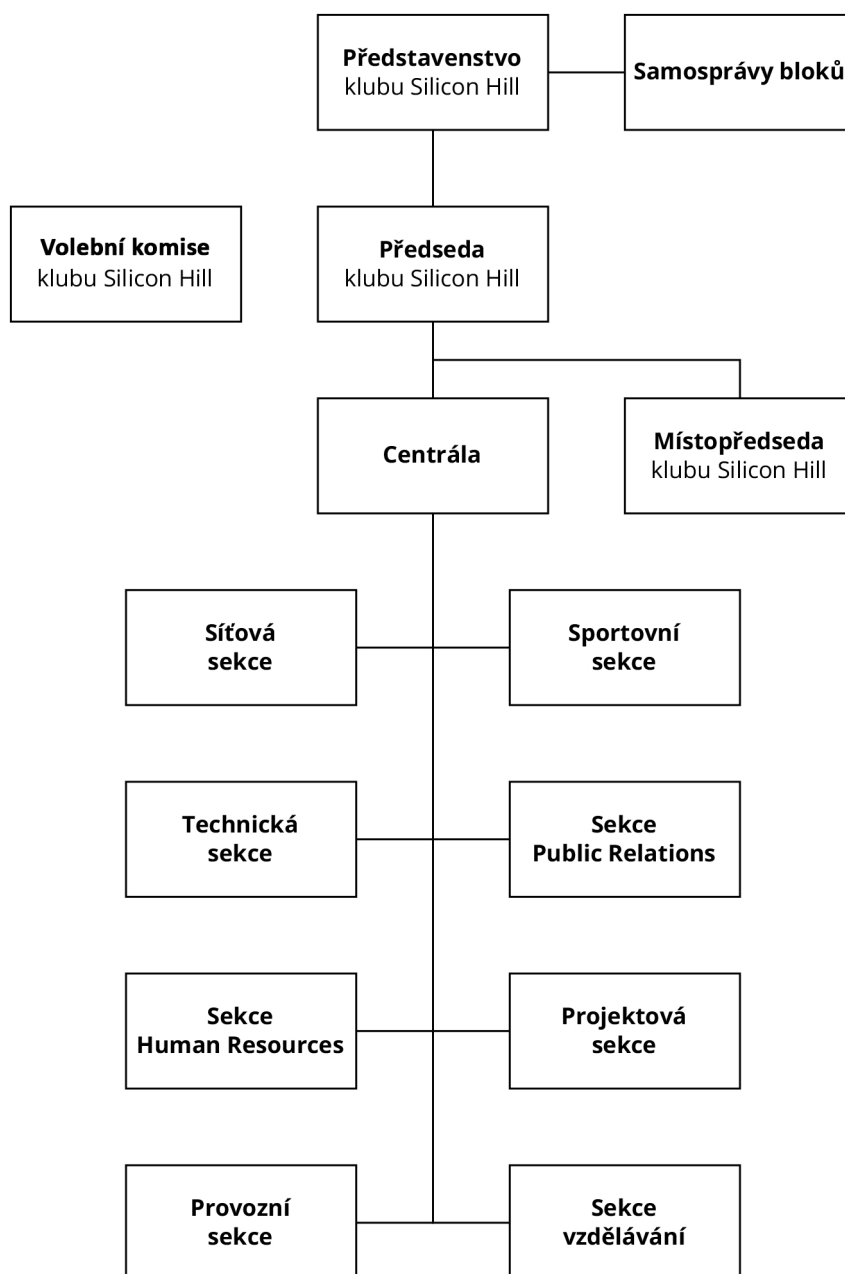 Představenstvo
klubu Silicon Hill
Samosprávy bloků
Volební komise
klubu Silicon Hill
Předseda
klubu Silicon Hill
Centrála
Místopředseda
klubu Silicon Hill
Síťová
sekce
Sportovní
sekce
Technická
sekce
Sekce
Public Relations
Sekce
Human Resources
Projektová
sekce
Provozní
sekce
Sekce
vzdělávání